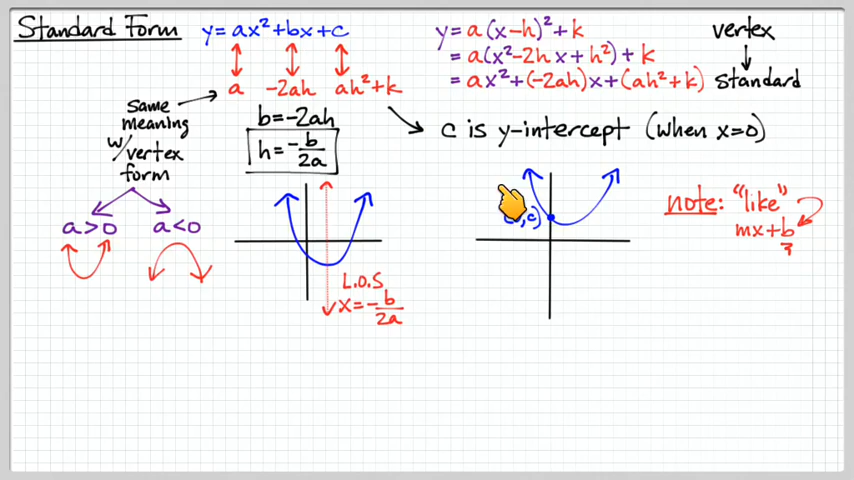 Standard Form y=ax²+bx+c
a -2ah ah²+k
same meaning w/ vertex form
b=-2ah
h=-b/2a
a>0 a<0
L.O.S
x=-b/2a
y=a(x-h)²+k
=a(x²-2hx+h²)+k
=ax²+(-2ah)x+(ah²+k)
vertex
standard
c is y-intercept (when x=0)
,c)
note: "like"
mx+b
?